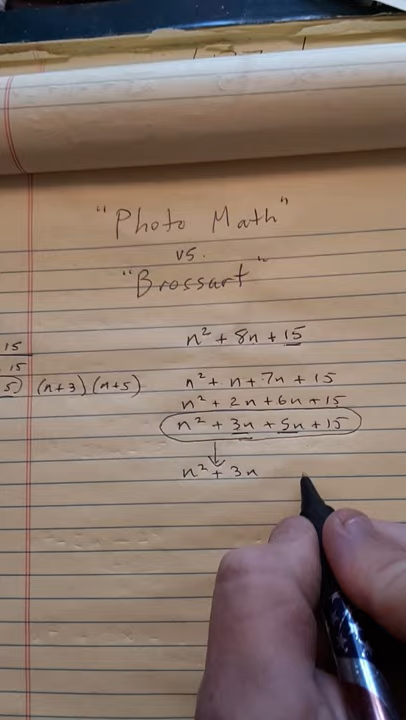 "Photo Math"
vs.
"Brossart"
n² + 8n + 15
15
15
5) (n+3)(n+5)
n² + n + 7n + 15
n² + 2n + 6n + 15
n² + 3n + 5n + 15
n² + 3n